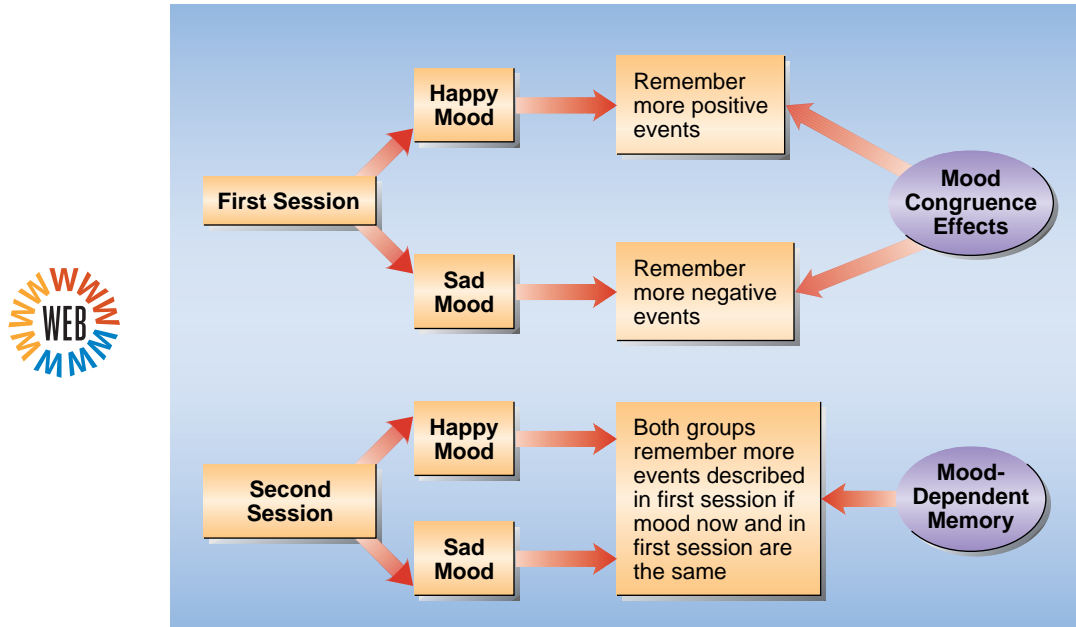 Happy
Mood
Remember
more positive
events
First Session
Mood
Congruence
Effects
Sad
Mood
Remember
more negative
events
WWWWWWWWWWWW
WEB
Happy
Mood
Both groups
remember more
events described
in first session if
mood now and in
first session are
the same
Second
Session
Mood-
Dependent
Memory
Sad
Mood